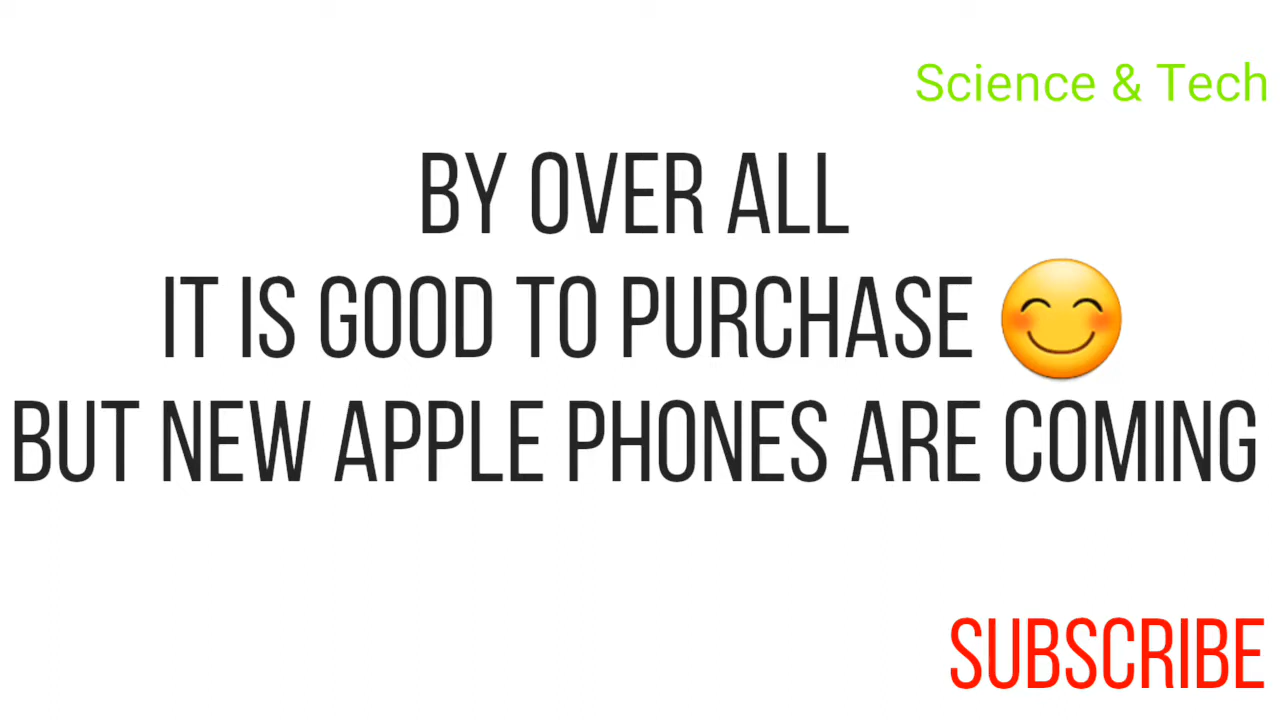 Science & Tech
BY OVER ALL
IT IS GOOD TO PURCHASE 😊
BUT NEW APPLE PHONES ARE COMING
SUBSCRIBE